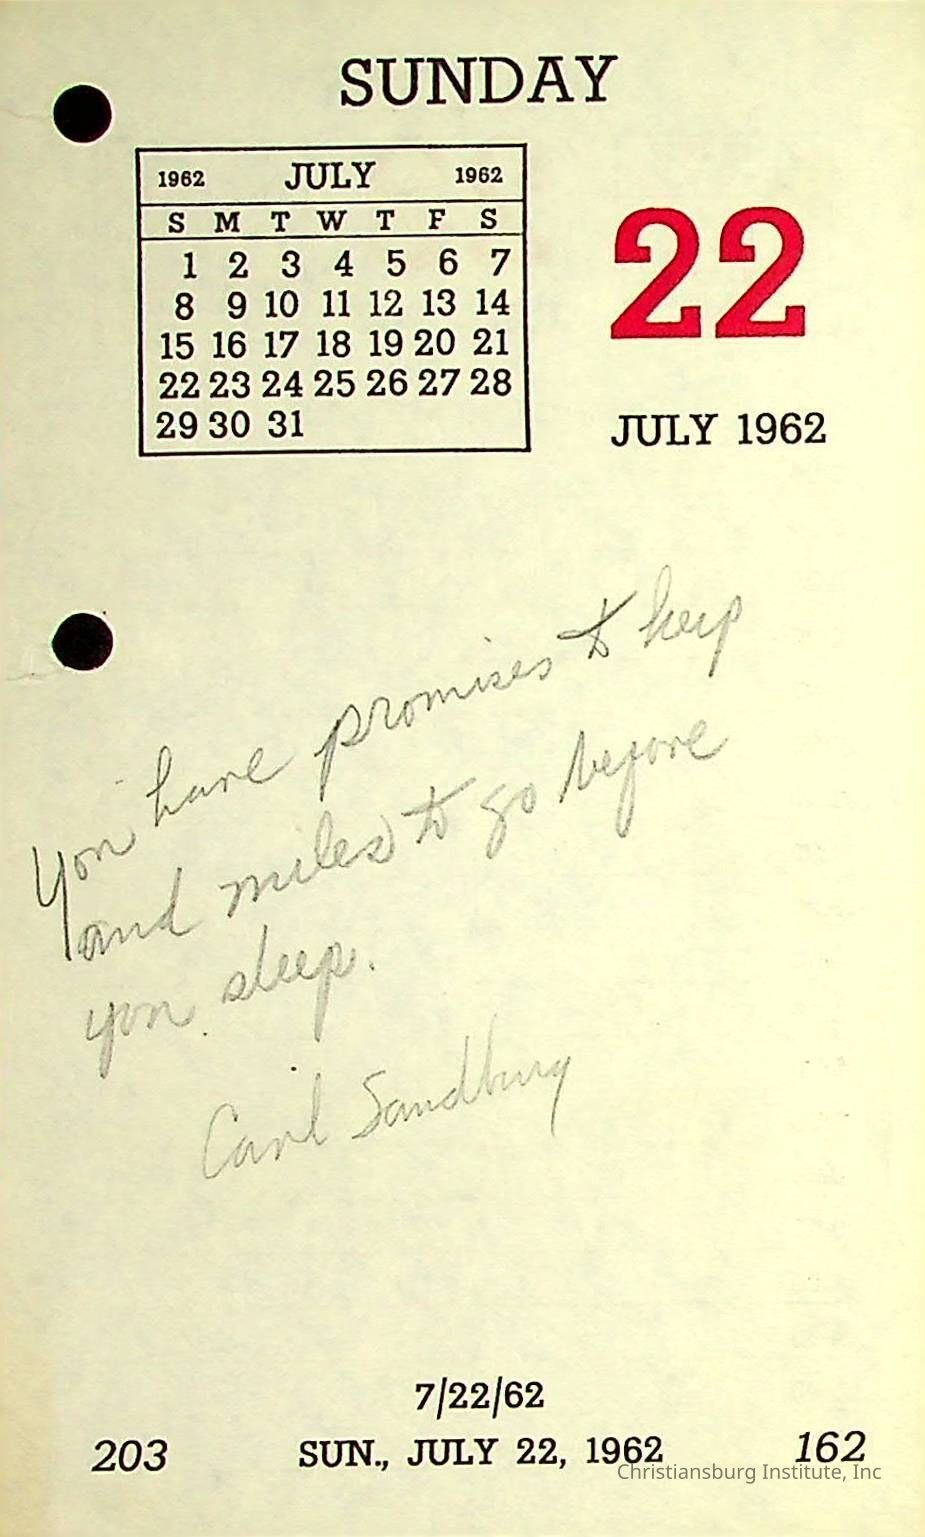 SUNDAY
1962 JULY 1962
S M T W T F S
1 2 3 4 5 6 7
8 9 10 11 12 13 14
15 16 17 18 19 20 21
22 23 24 25 26 27 28
29 30 31
22
JULY 1962
You have promises to keep
and miles to go before
you sleep.
Carl Sandburg
7/22/62
203 SUN., JULY 22, 1962 162
Christiansburg Institute, Inc